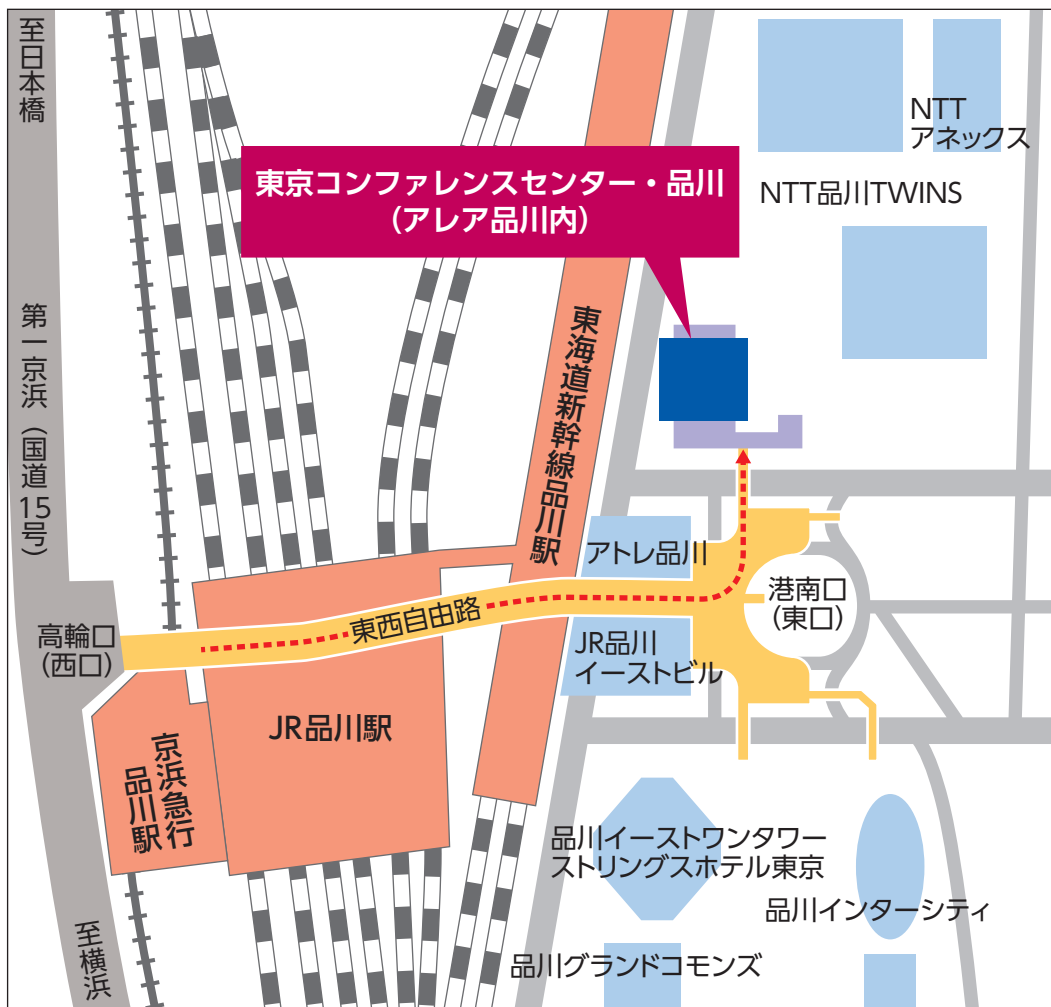 至日本橋
NTT
アネックス
東京コンファレンスセンター・品川
(アレア品川内)
NTT品川TWINS
第一京浜(国道15号)
東海道新幹線品川駅
アトレ品川
港南口
(東口)
東西自由路
高輪口
(西口)
JR品川
イーストビル
JR品川駅
京浜急行
品川駅
品川イーストワンタワー
ストリングスホテル東京
品川インターシティ
至横浜
品川グランドコモンズ